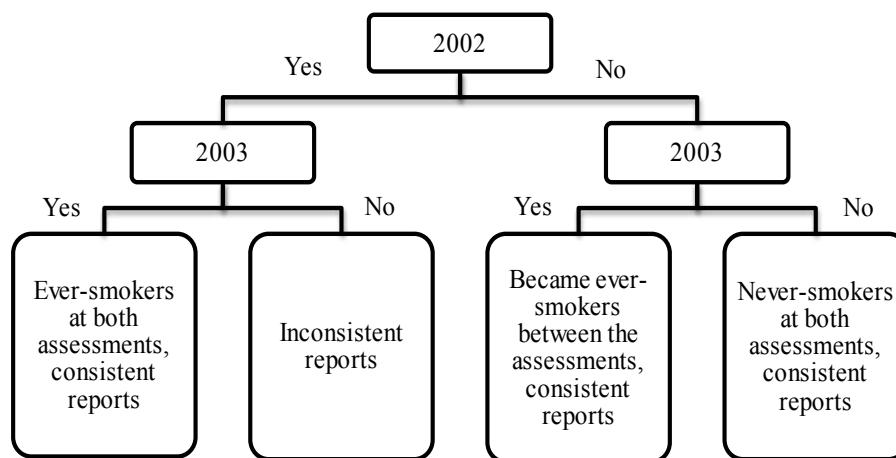 2002
Yes
No
2003
2003
Yes
No
Yes
No
Ever-smokers
at both
assessments,
consistent
reports
Inconsistent
reports
Became ever-
smokers
between the
assessments,
consistent
reports
Never-smokers
at both
assessments,
consistent
reports